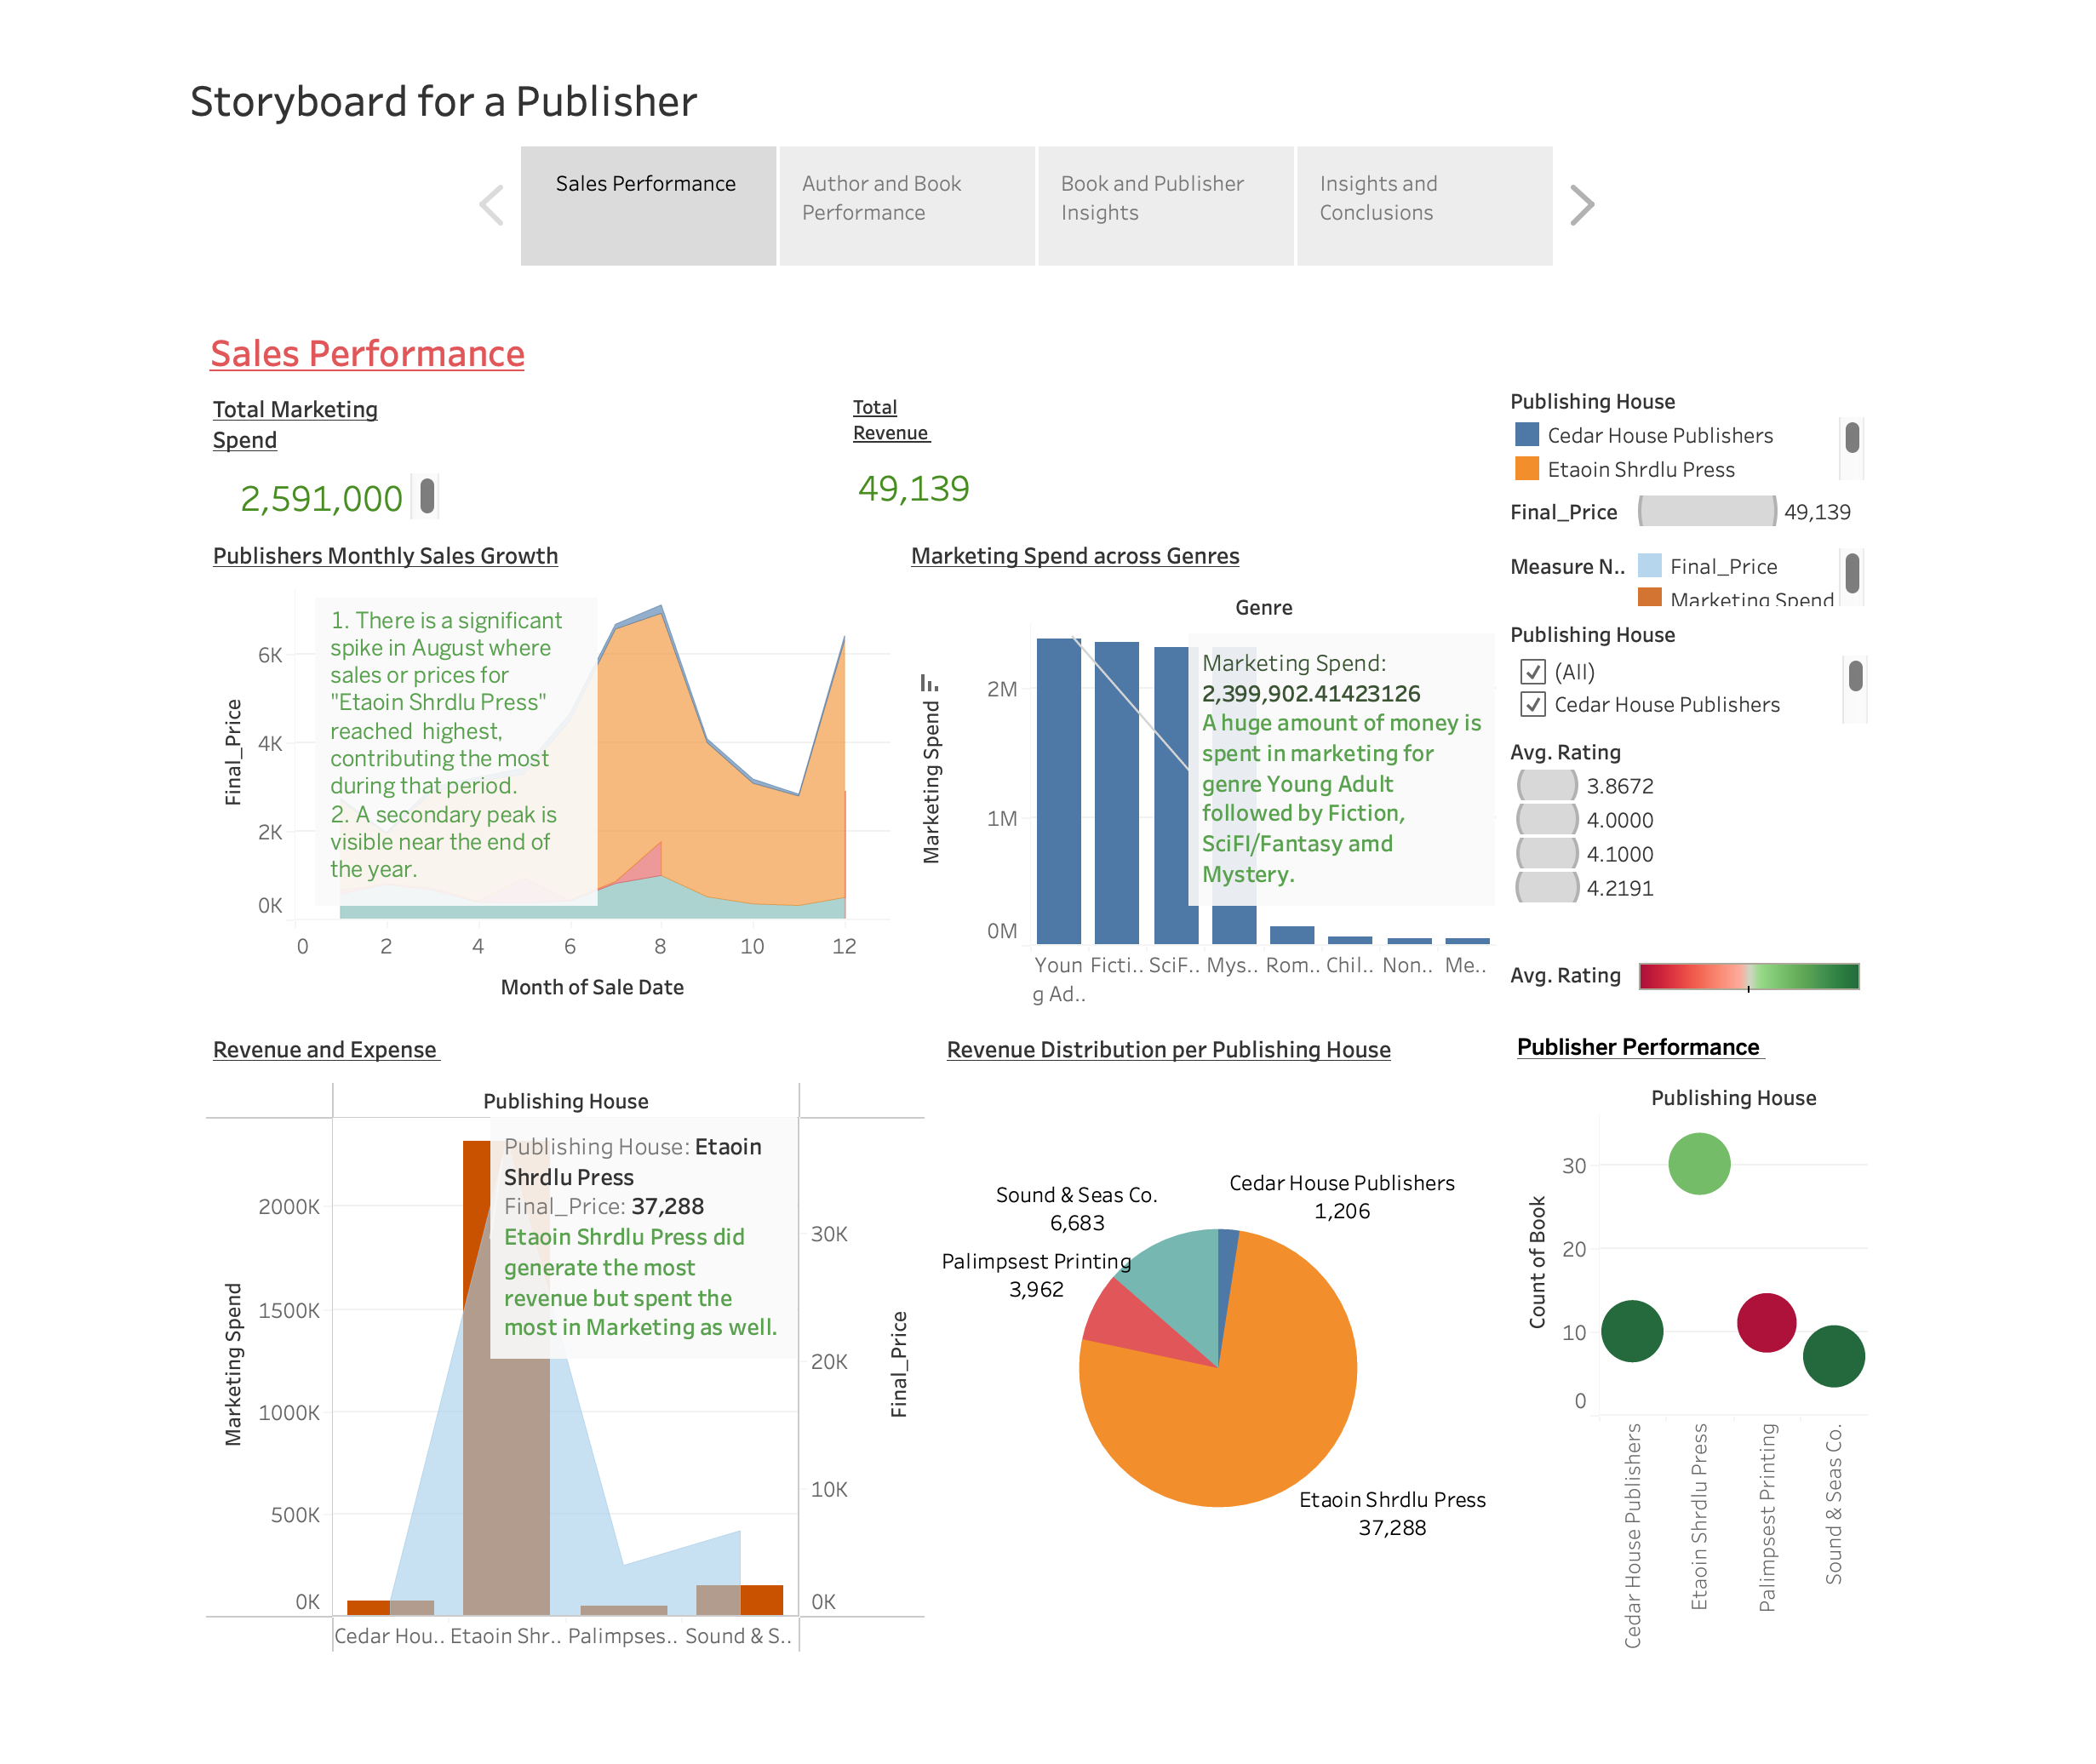 Storyboard for a Publisher
Sales Performance
Author and Book
Performance
Book and Publisher
Insights
Insights and
Conclusions
Sales Performance
Total Marketing
Spend
2,591,000
Total
Revenue
49,139
Publishing House
Cedar House Publishers
Etaoin Shrdlu Press
Final_Price
49,139
Measure N..
Final_Price
Marketing Spend
Publishing House
(All)
Cedar House Publishers
Avg. Rating
3.8672
4.0000
4.1000
4.2191
Avg. Rating
Publishers Monthly Sales Growth
1. There is a significant
spike in August where
sales or prices for
"Etaoin Shrdlu Press"
reached  highest,
contributing the most
during that period.
2. A secondary peak is
visible near the end of
the year.
Final_Price
6K
4K
2K
0K
0
2
4
6
8
10
12
Month of Sale Date
Marketing Spend across Genres
Genre
Marketing Spend
2M
1M
0M
Marketing Spend:
2,399,902.41423126
A huge amount of money is
spent in marketing for
genre Young Adult
followed by Fiction,
SciFI/Fantasy amd
Mystery.
Youn
g Ad..
Ficti..
SciF..
Mys..
Rom..
Chil..
Non..
Me..
Revenue and Expense
Publishing House
Marketing Spend
2000K
1500K
1000K
500K
0K
Publishing House: Etaoin
Shrdlu Press
Final_Price: 37,288
Etaoin Shrdlu Press did
generate the most
revenue but spent the
most in Marketing as well.
30K
20K
10K
0K
Final_Price
Cedar Hou..
Etaoin Shr..
Palimpses..
Sound & S..
Revenue Distribution per Publishing House
Cedar House Publishers
1,206
Sound & Seas Co.
6,683
Palimpsest Printing
3,962
Etaoin Shrdlu Press
37,288
Publisher Performance
Publishing House
Count of Book
30
20
10
0
Cedar House Publishers
Etaoin Shrdlu Press
Palimpsest Printing
Sound & Seas Co.